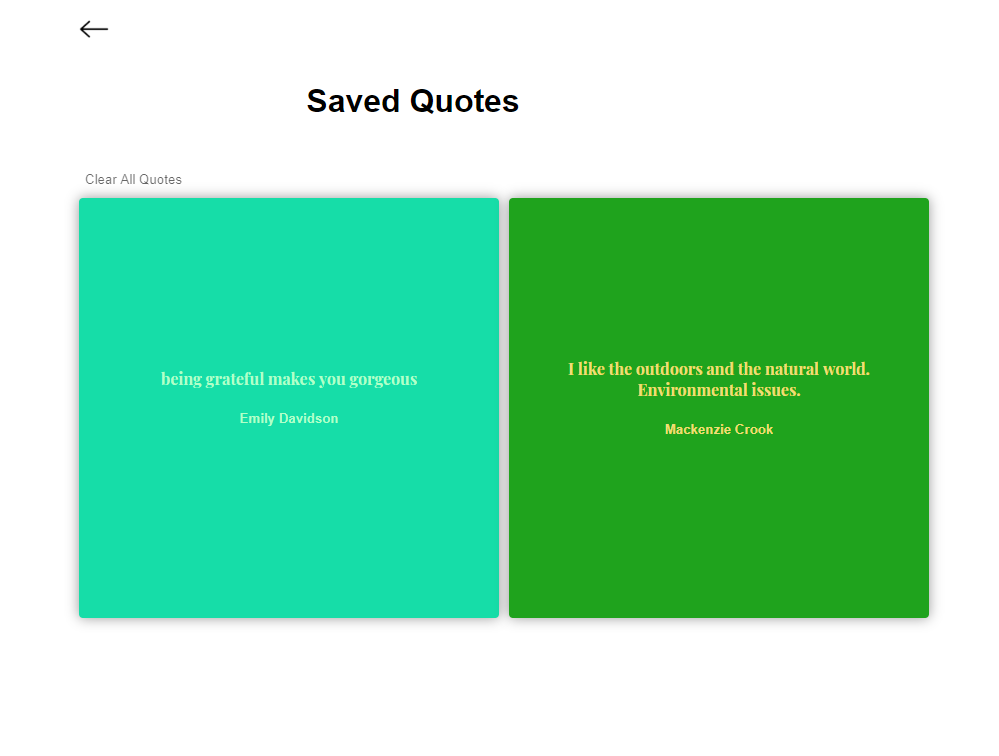 Saved Quotes
Clear All Quotes
being grateful makes you gorgeous
Emily Davidson
I like the outdoors and the natural world.
Environmental issues.
Mackenzie Crook